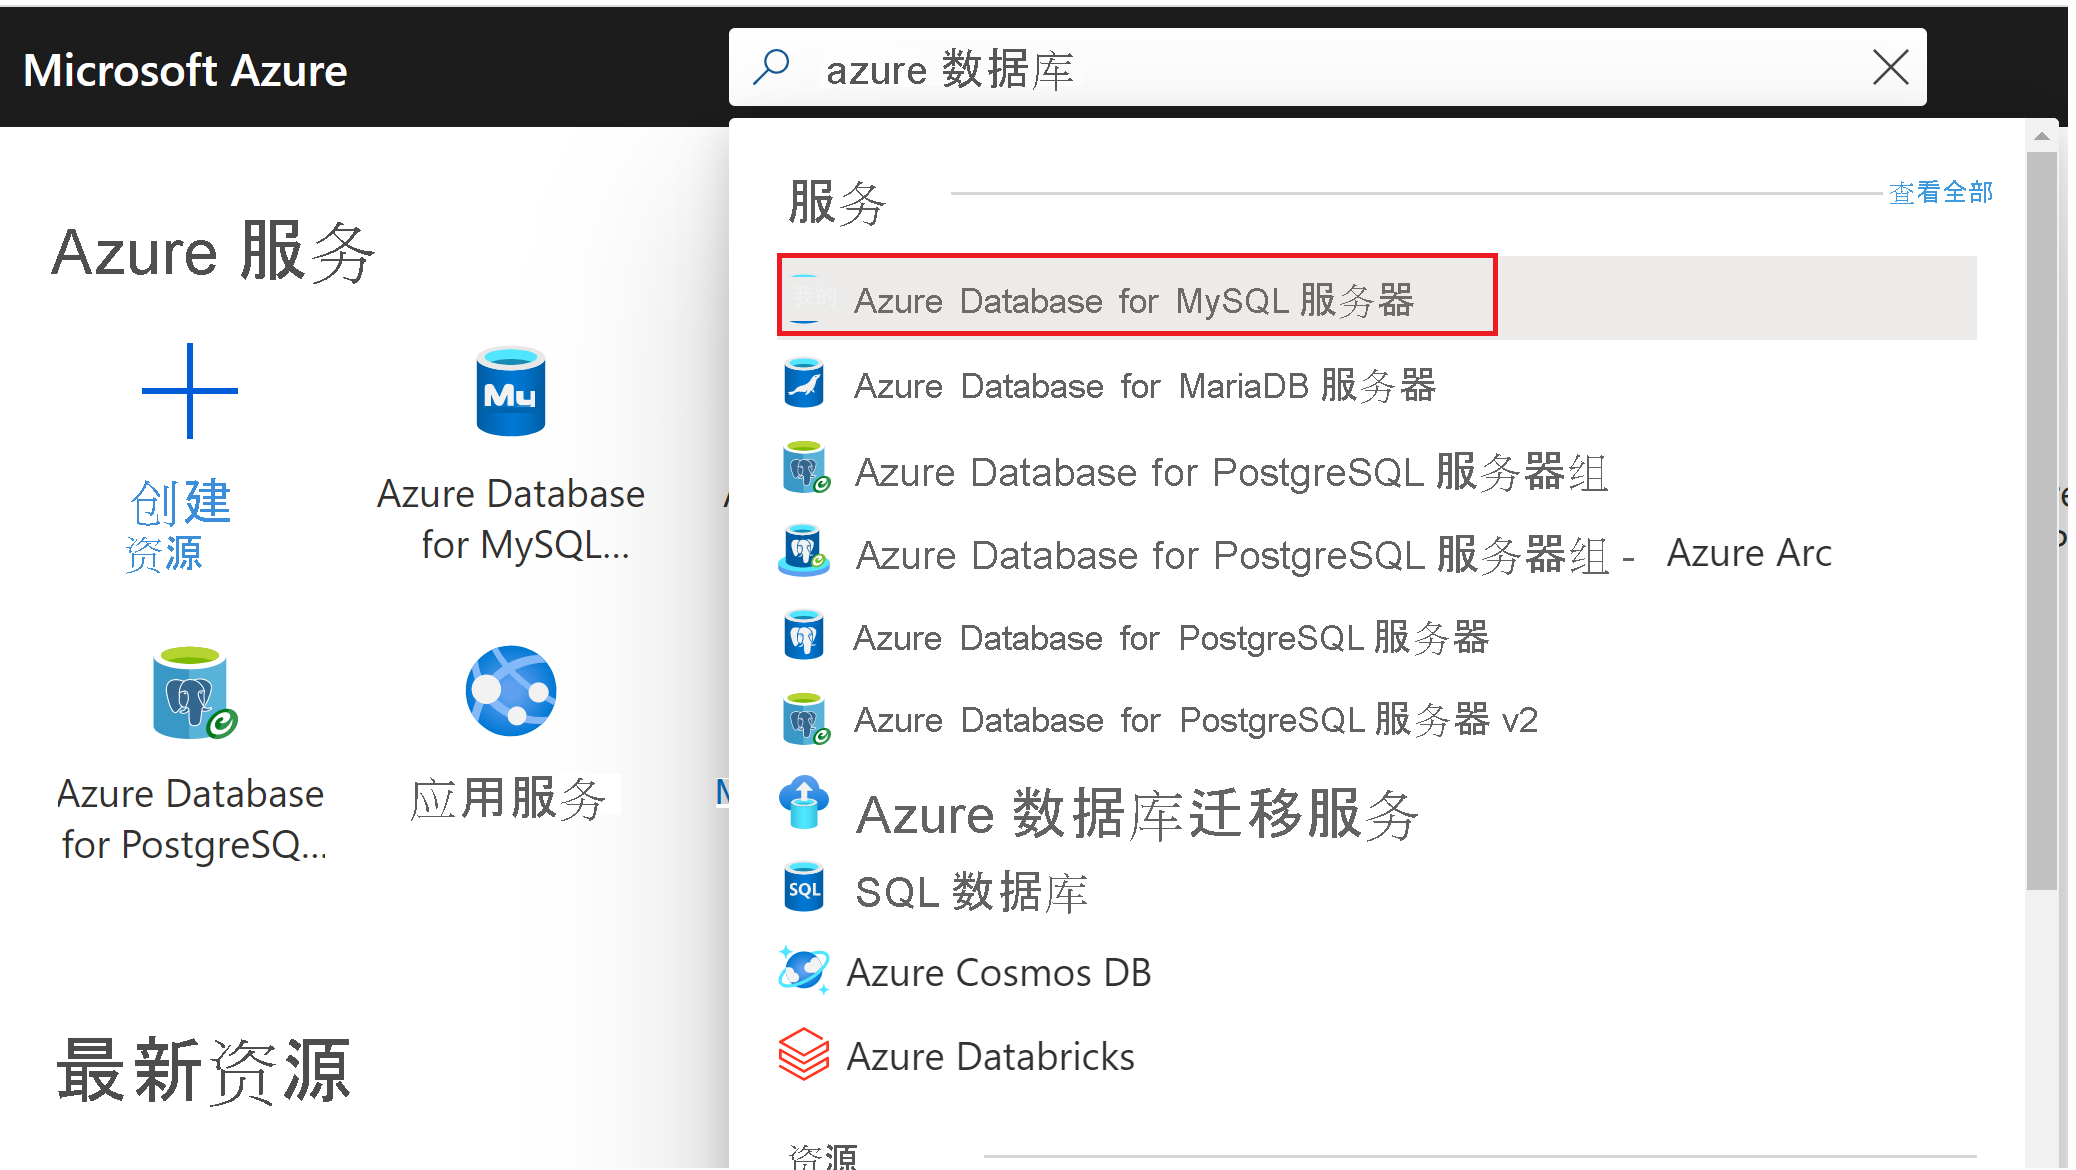 Microsoft Azure
azure 数据库
服务
查看全部
我的
Azure Database for MySQL 服务器
Azure Database for MariaDB 服务器
Azure Database for PostgreSQL 服务器组
Azure Database for PostgreSQL 服务器组 - Azure Arc
Azure Database for PostgreSQL 服务器
Azure Database for PostgreSQL 服务器 v2
Azure 数据库迁移服务
SQL
SQL 数据库
Azure Cosmos DB
Azure Databricks
资源
Azure 服务
创建
资源
My
Azure Database
for MySQL...
Azure Database
for PostgreSQ...
应用服务
最新资源